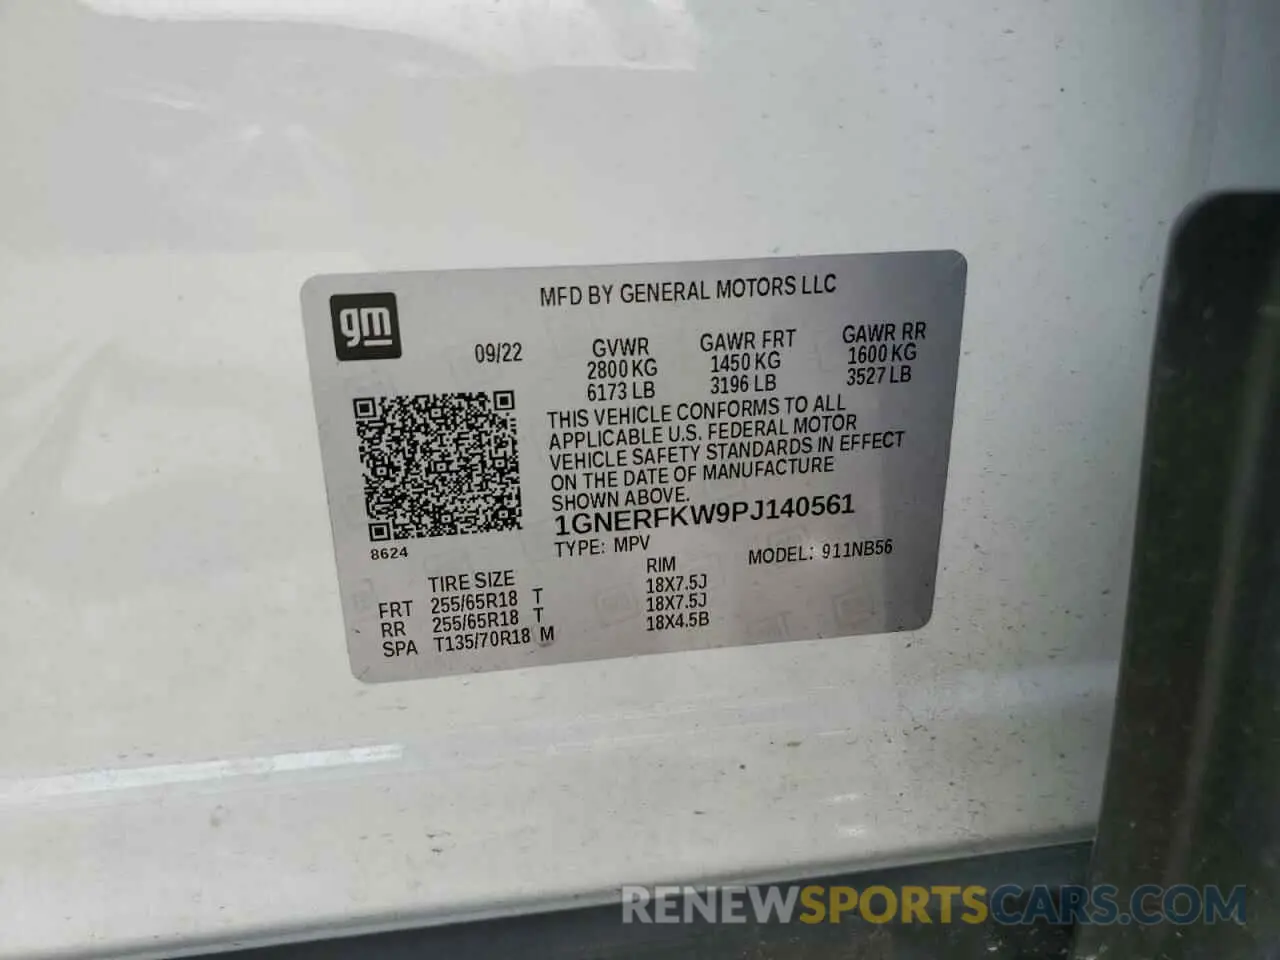 MFD BY GENERAL MOTORS LLC
gm
09/22
GVWR
2800 KG
6173 LB
GAWR FRT
1450 KG
3196 LB
GAWR RR
1600 KG
3527 LB
THIS VEHICLE CONFORMS TO ALL
APPLICABLE U.S. FEDERAL MOTOR
VEHICLE SAFETY STANDARDS IN EFFECT
ON THE DATE OF MANUFACTURE
SHOWN ABOVE.
1GNERFKW9PJ140561
8624
TYPE: MPV
MODEL: 911NB56
TIRE SIZE RIM
FRT 255/65R18 T 18X7.5J
RR 255/65R18 T 18X7.5J
SPA T135/70R18 M 18X4.5B
RENEWSPORTSCARS.COM